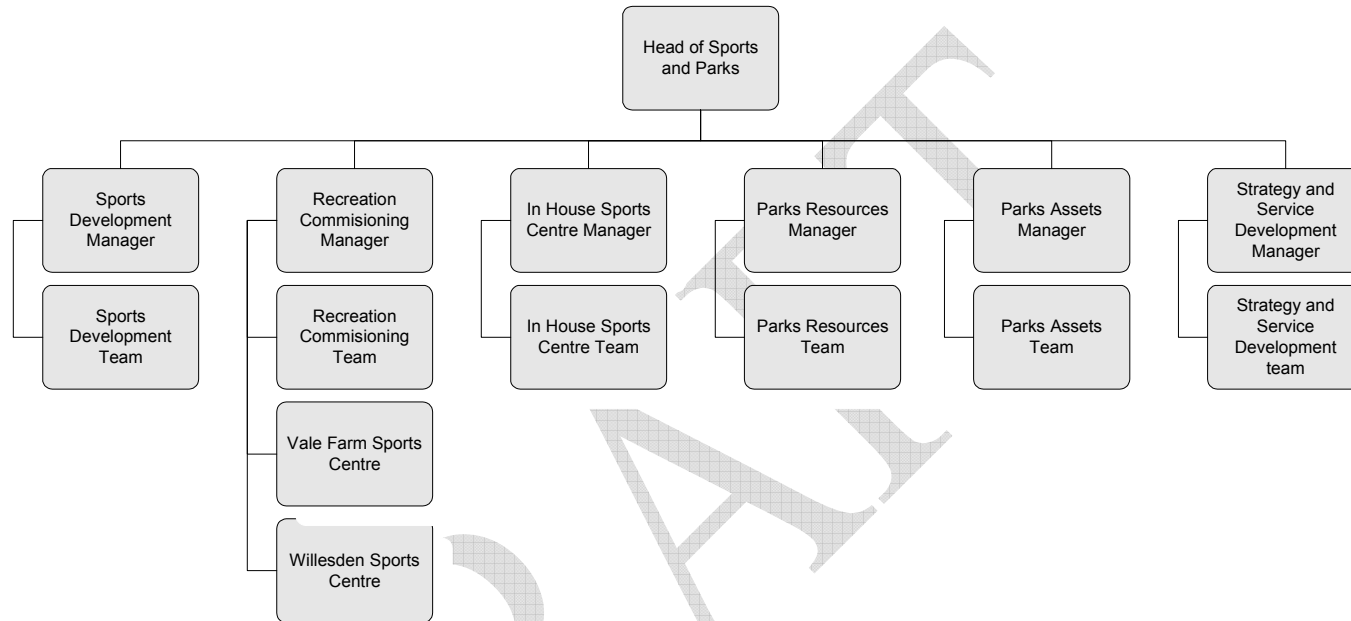 Head of Sports
and Parks
Sports
Development
Manager
Recreation
Commisioning
Manager
In House Sports
Centre Manager
Parks Resources
Manager
Parks Assets
Manager
Strategy and
Service
Development
Manager
Sports
Development
Team
Recreation
Commisioning
Team
In House Sports
Centre Team
Parks Resources
Team
Parks Assets
Team
Strategy and
Service
Development
team
Vale Farm Sports
Centre
Willesden Sports
Centre